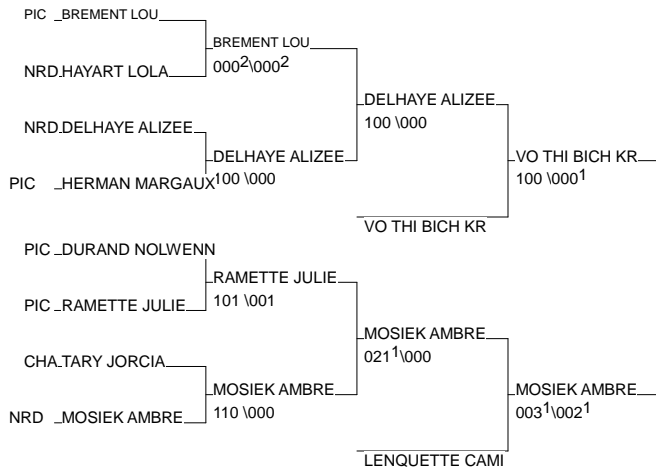 PIC BREMENT LOU
BREMENT LOU
000²\000²
NRD HAYART LOLA
DELHAYE ALIZEE
100 \000
NRD DELHAYE ALIZEE
DELHAYE ALIZEE
100 \000
VO THI BICH KR
100 \000¹
PIC HERMAN MARGAUX
VO THI BICH KR
PIC DURAND NOLWENN
RAMETTE JULIE
101 \001
PIC RAMETTE JULIE
MOSIEK AMBRE
021¹\000
CHA TARY JORCIA
MOSIEK AMBRE
110 \000
MOSIEK AMBRE
003¹\002¹
NRD MOSIEK AMBRE
LENQUETTE CAMI